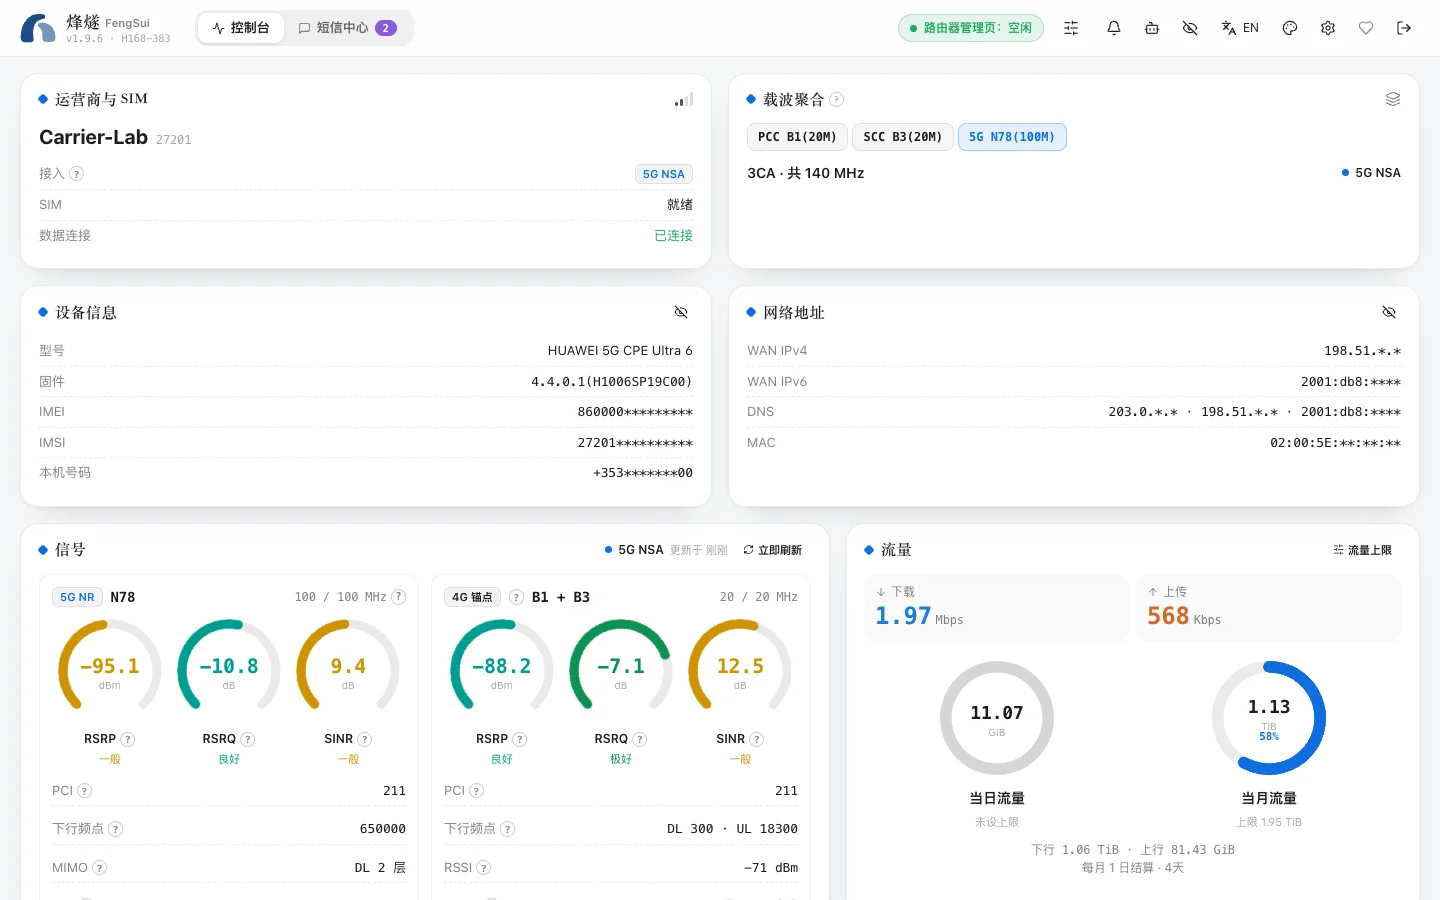 烽燧 FengSui
v1.9.6 · H168-383
控制台
短信中心 2
路由器管理页：空闲
EN
运营商与 SIM
Carrier-Lab 27201
接入 ?
5G NSA
SIM
就绪
数据连接
已连接
载波聚合 ?
PCC B1(20M)
SCC B3(20M)
5G N78(100M)
3CA · 共 140 MHz
5G NSA
设备信息
型号
HUAWEI 5G CPE Ultra 6
固件
4.4.0.1(H1006SP19C00)
IMEI
860000*********
IMSI
27201**********
本机号码
+353*******00
网络地址
WAN IPv4
198.51.*.*
WAN IPv6
2001:db8:****
DNS
203.0.*.* · 198.51.*.* · 2001:db8:****
MAC
02:00:5E:**:**:**
信号
5G NSA 更新于 刚刚
立即刷新
5G NR N78
100 / 100 MHz ?
-95.1
dBm
RSRP ?
一般
-10.8
dB
RSRQ ?
良好
9.4
dB
SINR ?
一般
PCI ?
211
下行频点 ?
650000
MIMO ?
DL 2 层
4G 锚点 ? B1 + B3
20 / 20 MHz
-88.2
dBm
RSRP ?
良好
-7.1
dB
RSRQ ?
极好
12.5
dB
SINR ?
一般
PCI ?
211
下行频点 ?
DL 300 · UL 18300
RSSI ?
-71 dBm
流量
流量上限
↓ 下载
1.97 Mbps
↑ 上传
568 Kbps
11.07
GiB
当日流量
未设上限
1.13
TiB
58%
当月流量
上限 1.95 TiB
下行 1.06 TiB · 上行 81.43 GiB
每月 1 日结算 · 4天